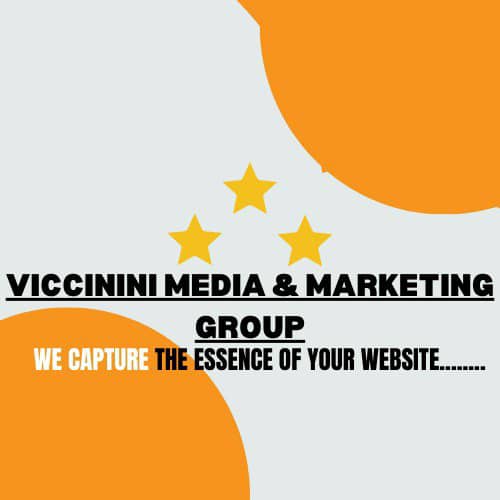 VICCININI MEDIA & MARKETING
GROUP
WE CAPTURE THE ESSENCE OF YOUR WEBSITE........